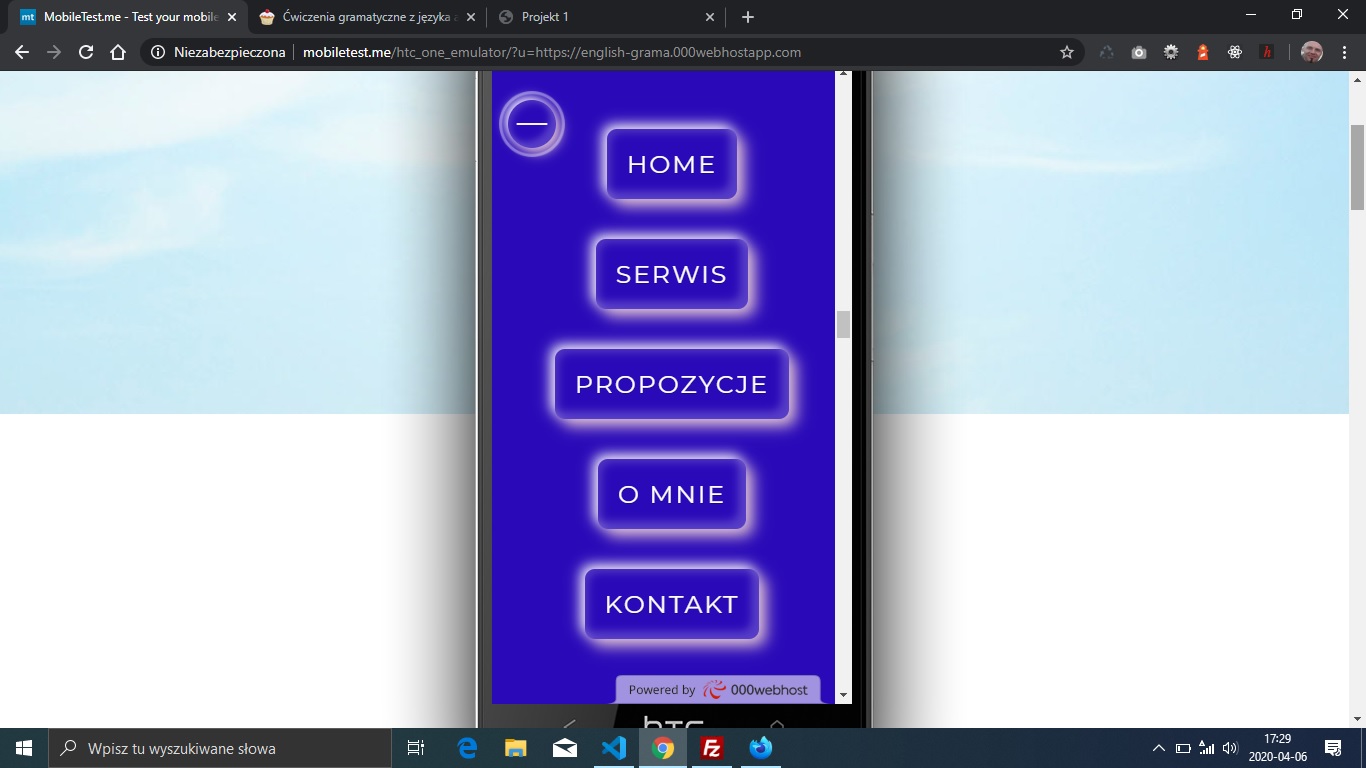 mt MobileTest.me - Test your mobile
Ćwiczenia gramatyczne z języka a
Projekt 1
Niezabezpieczona mobiletest.me/htc_one_emulator/?u=https://english-grama.000webhostapp.com
HOME
SERWIS
PROPOZYCJE
O MNIE
KONTAKT
Powered by 000webhost
hTC
Wpisz tu wyszukiwane słowa
17:29
2020-04-06